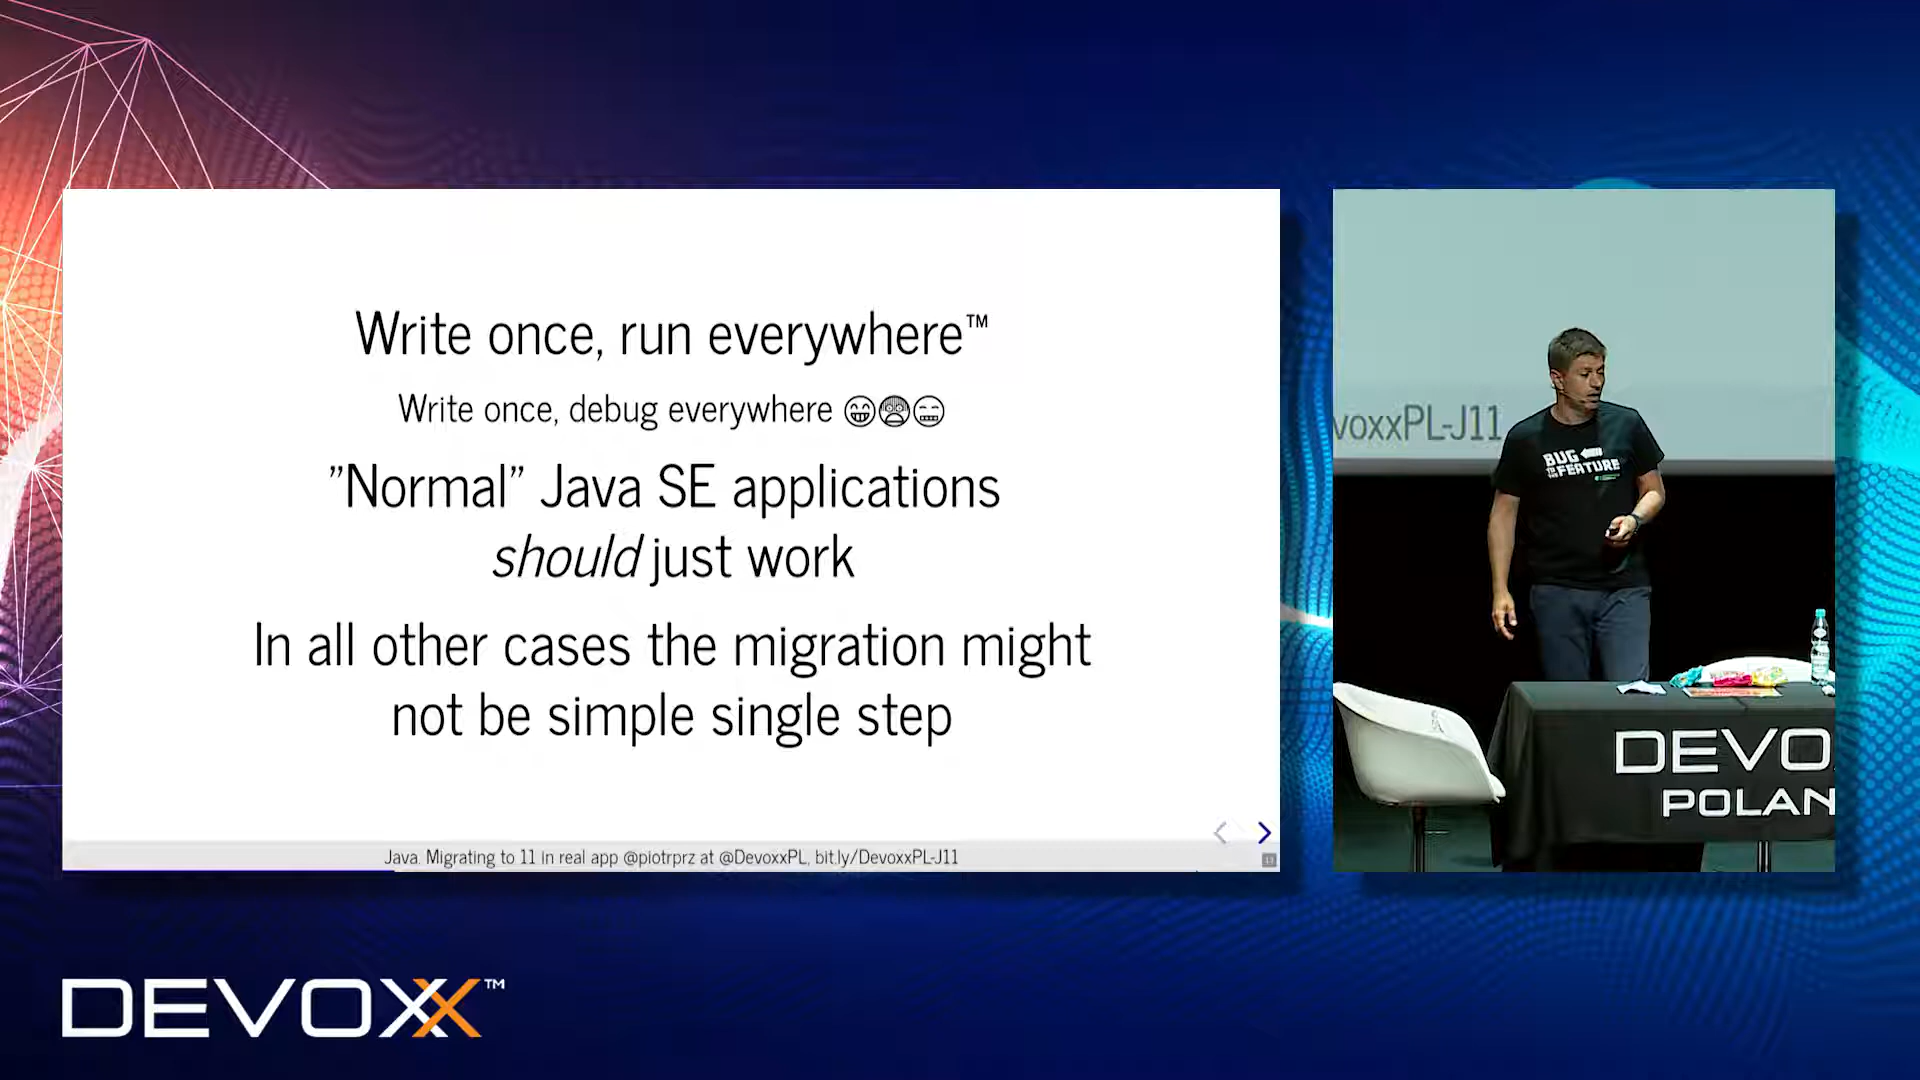 Write once, run everywhere™
Write once, debug everywhere 😁😨😑
"Normal" Java SE applications
should just work
In all other cases the migration might
not be simple single step
Java. Migrating to 11 in real app @piotrprz at @DevoxxPL, bit.ly/DevoxxPL-J11
voxxPL-J11
BUG
TO THE
FEATURE
DEVO
POLAN
DEVOXX™